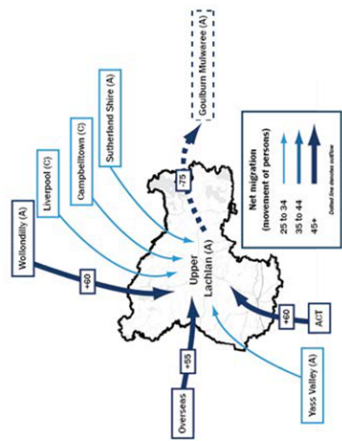 Wollondilly (A)
Liverpool (C)
Campbelltown (C)
Sutherland Shire (A)
Goulburn Mulwaree (A)
+60
-75
Upper
Lachlan (A)
+55
Overseas
+60
ACT
Yass Valley (A)
Net migration
(movement of persons)
25 to 34
35 to 44
45+
Dotted line denotes outflow